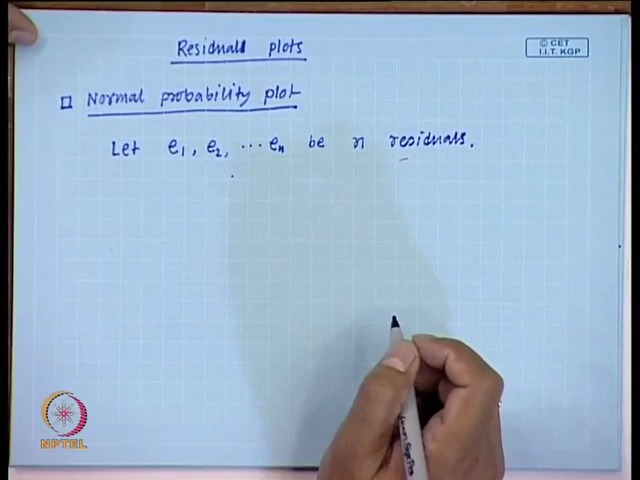 Residuals plots
© CET
I.I.T. KGP
□ Normal probability plot
Let e₁, e₂, ... eₙ be n residuals.
NPTEL